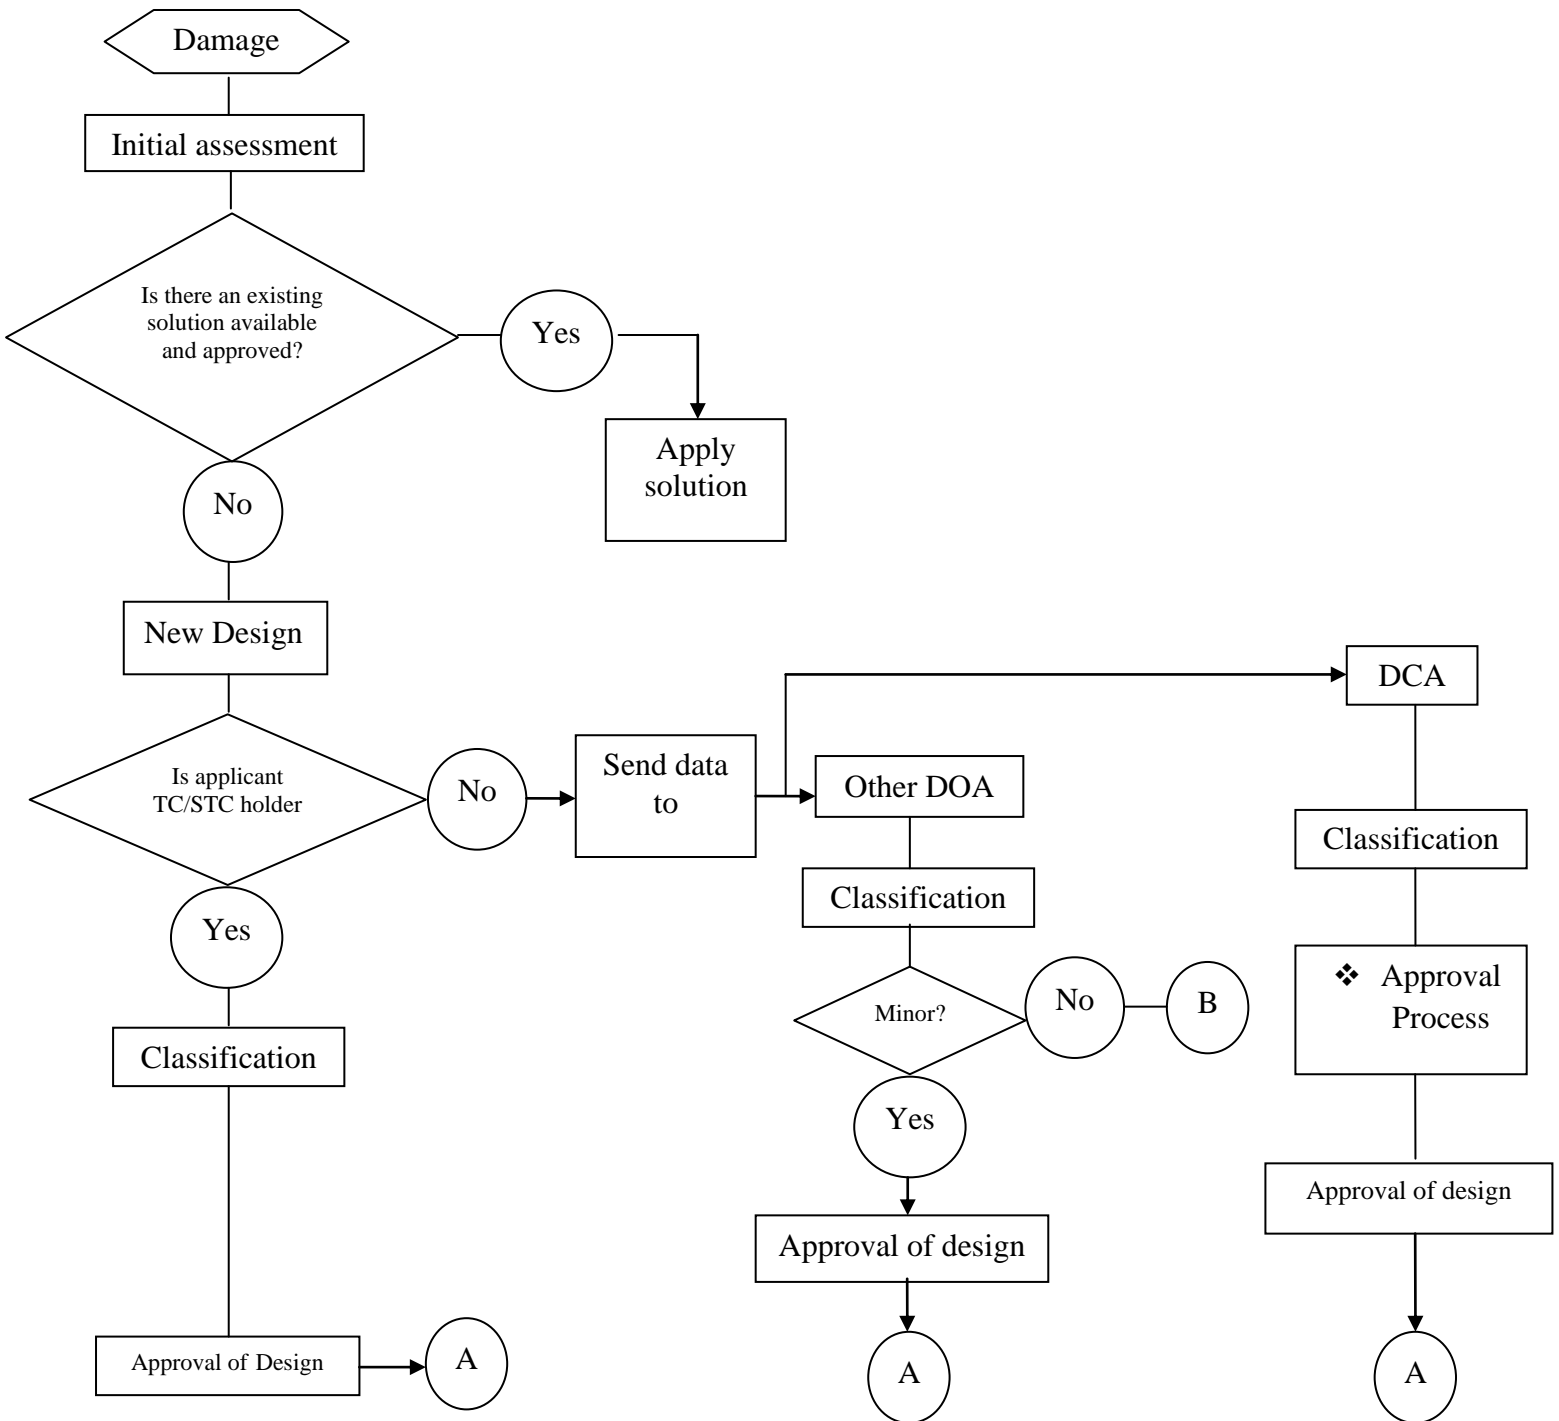 Damage
Initial assessment
Is there an existing
solution available
and approved?
Yes
Apply
solution
No
New Design
Is applicant
TC/STC holder
No
Send data
to
Other DOA
DCA
Classification
Classification
Minor?
No
B
❖ Approval
Process
Yes
Classification
Yes
Approval of design
Approval of design
Approval of Design
A
A
A